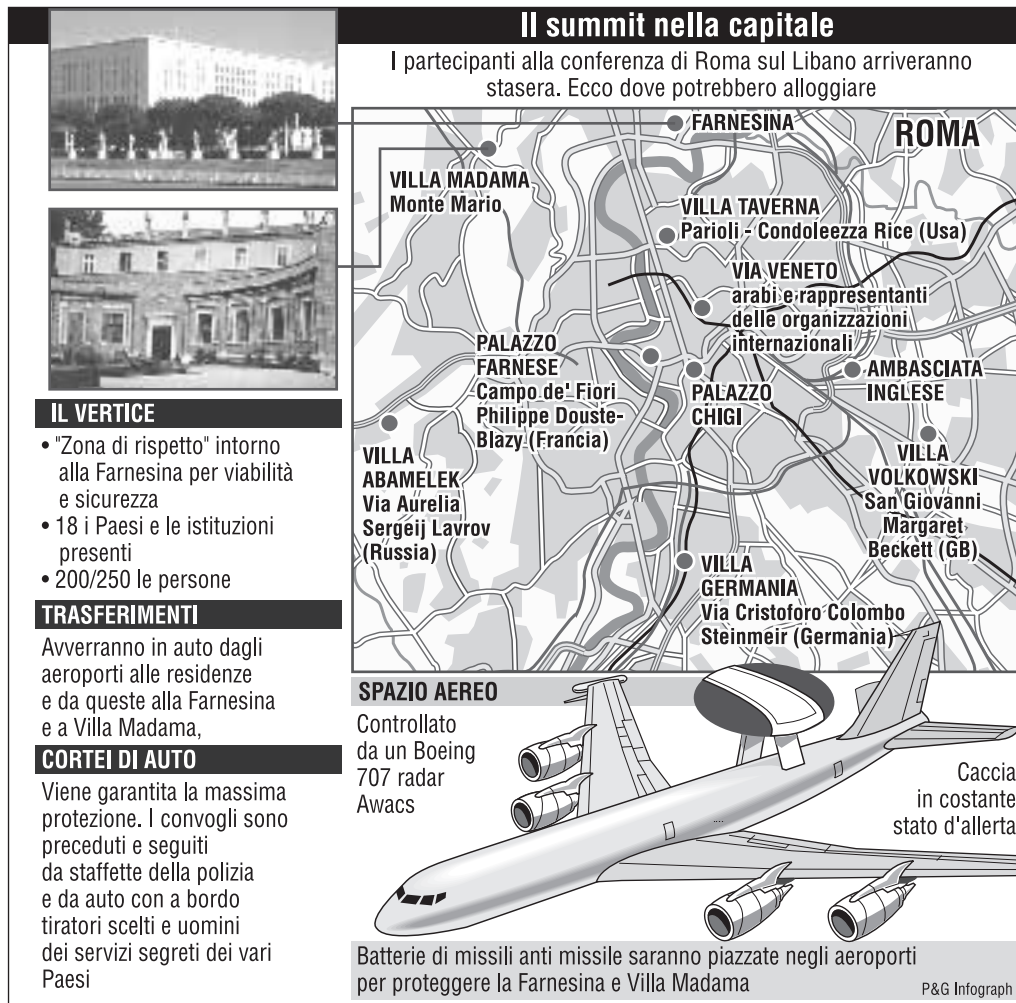 Il summit nella capitale
I partecipanti alla conferenza di Roma sul Libano arriveranno
stasera. Ecco dove potrebbero alloggiare
FARNESINA
ROMA
VILLA MADAMA
Monte Mario
VILLA TAVERNA
Parioli - Condoleezza Rice (Usa)
VIA VENETO
arabi e rappresentanti
delle organizzazioni
internazionali
PALAZZO
FARNESE
Campo de' Fiori
Philippe Douste-
Blazy (Francia)
PALAZZO
CHIGI
AMBASCIATA
INGLESE
VILLA
ABAMELEK
Via Aurelia
Sergeij Lavrov
(Russia)
VILLA
VOLKOWSKI
San Giovanni
Margaret
Beckett (GB)
VILLA
GERMANIA
Via Cristoforo Colombo
Steinmeir (Germania)
IL VERTICE
• "Zona di rispetto" intorno
alla Farnesina per viabilità
e sicurezza
• 18 i Paesi e le istituzioni
presenti
• 200/250 le persone
TRASFERIMENTI
Avverranno in auto dagli
aeroporti alle residenze
e da queste alla Farnesina
e a Villa Madama,
CORTEI DI AUTO
Viene garantita la massima
protezione. I convogli sono
preceduti e seguiti
da staffette della polizia
e da auto con a bordo
tiratori scelti e uomini
dei servizi segreti dei vari
Paesi
SPAZIO AEREO
Controllato
da un Boeing
707 radar
Awacs
Caccia
in costante
stato d'allerta
Batterie di missili anti missile saranno piazzate negli aeroporti
per proteggere la Farnesina e Villa Madama
P&G Infograph